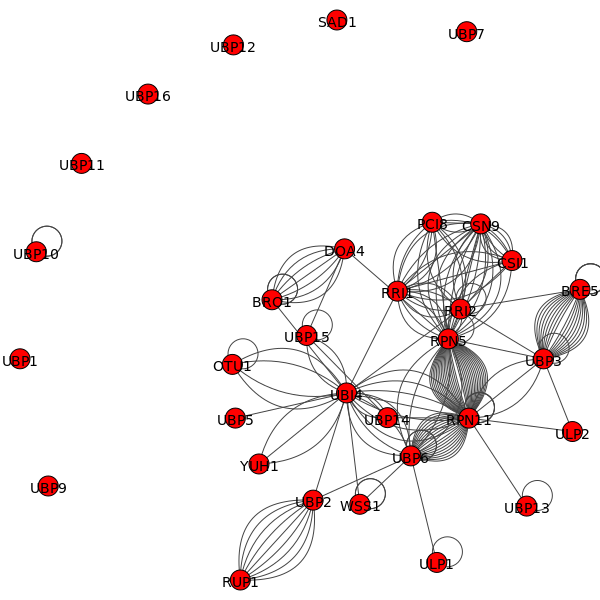 SAD1
UBP7
UBP12
UBP16
UBP11
PCI8
CSN9
UBP10
DOA4
CSI1
RRI1
BRE5
BRO1
RRI2
UBP15
RPN5
UBP1
UBP3
OTU1
UBI4
UBP5
UBP14
RPN11
ULP2
UBP6
YUH1
UBP9
UBP2
WSS1
UBP13
ULP1
RUP1